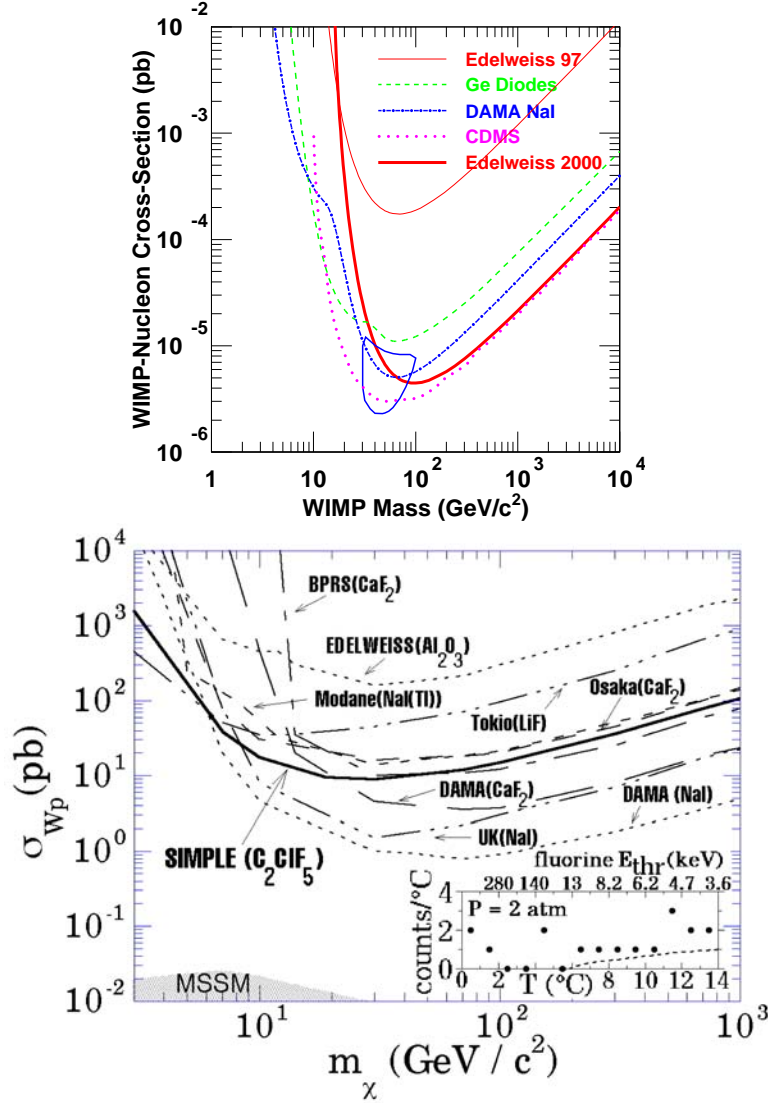 10 -2
10 -3
10 -4
10 -5
10 -6
WIMP-Nucleon Cross-Section (pb)
Edelweiss 97
Ge Diodes
DAMA NaI
CDMS
Edelweiss 2000
1 10 10 2 10 3 10 4
WIMP Mass (GeV/c2)
10^4
10^3
10^2
10^1
10^0
10^-1
10^-2
σWp (pb)
BPRS(CaF2)
EDELWEISS(Al2O3)
Modane(NaI(Tl))
Osaka(CaF2)
Tokio(LiF)
DAMA(CaF2)
DAMA (NaI)
UK(NaI)
SIMPLE (C2ClF5)
fluorine Ethr(keV)
280 140 13 8.2 6.2 4.7 3.6
P = 2 atm
counts/°C
4
2
0
0 2 T (°C) 8 10 12 14
MSSM
10^1 10^2 10^3
mχ (GeV / c2)